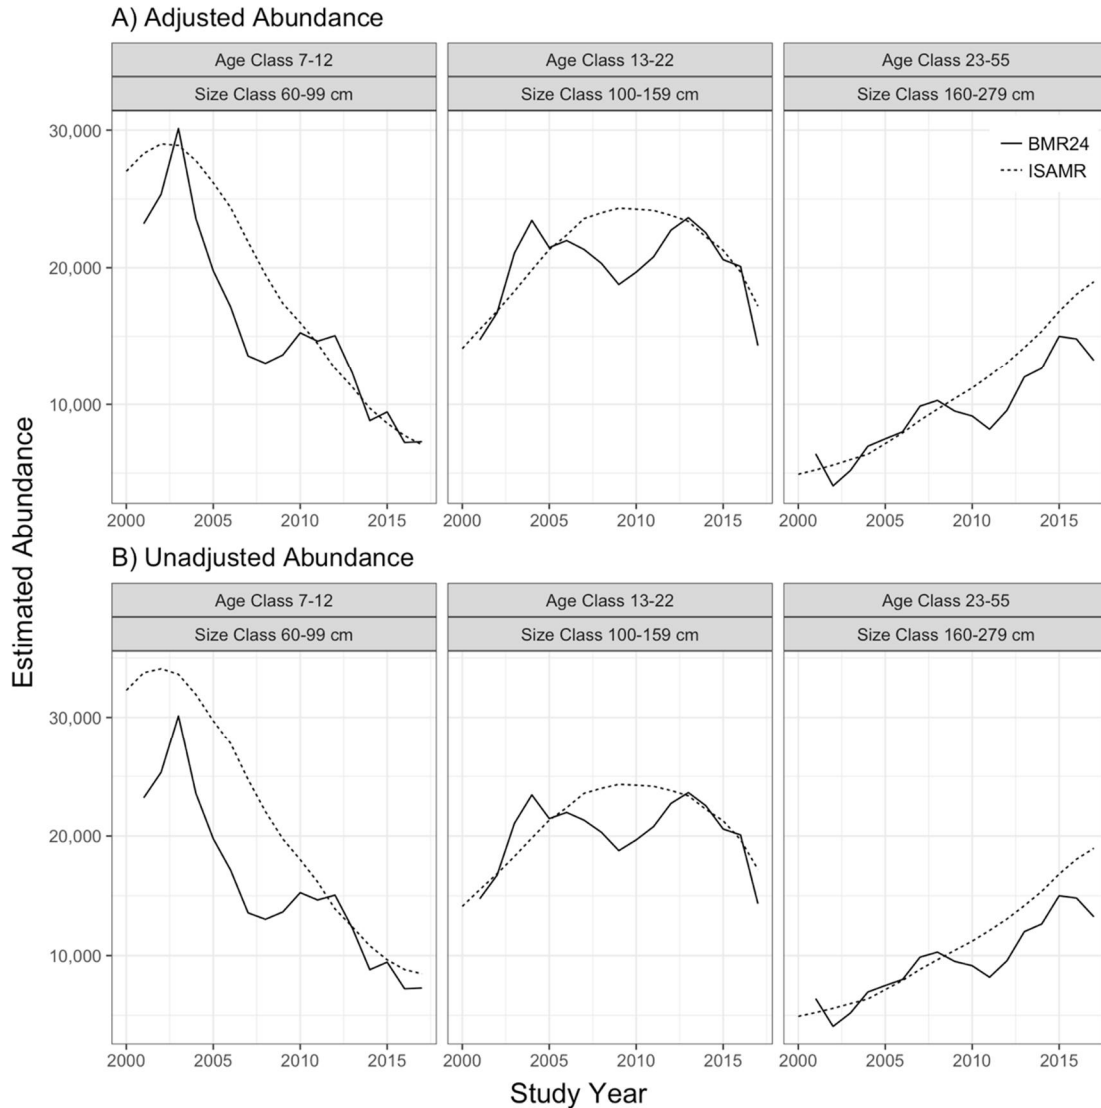 A) Adjusted Abundance
Age Class 7-12
Age Class 13-22
Age Class 23-55
Size Class 60-99 cm
Size Class 100-159 cm
Size Class 160-279 cm
30,000
20,000
10,000
BMR24
ISAMR
2000 2005 2010 2015
2000 2005 2010 2015
2000 2005 2010 2015
Estimated Abundance
B) Unadjusted Abundance
Age Class 7-12
Age Class 13-22
Age Class 23-55
Size Class 60-99 cm
Size Class 100-159 cm
Size Class 160-279 cm
30,000
20,000
10,000
2000 2005 2010 2015
2000 2005 2010 2015
2000 2005 2010 2015
Study Year